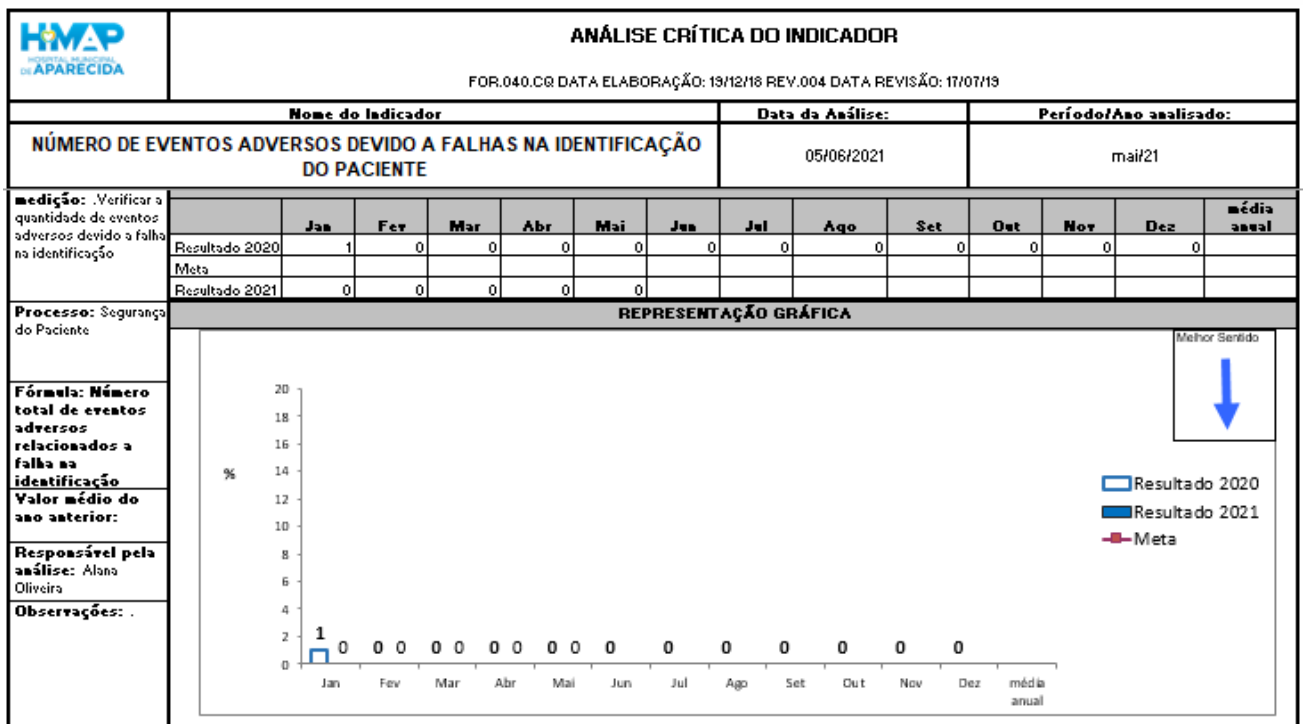 HMAP
HOSPITAL MUNICIPAL
DE APARECIDA
ANÁLISE CRÍTICA DO INDICADOR
FOR.040.CQ DATA ELABORAÇÃO: 19/12/18 REV.004 DATA REVISÃO: 17/07/19
Nome do Indicador Data da Análise: Período/Ano analisado:
NÚMERO DE EVENTOS ADVERSOS DEVIDO A FALHAS NA IDENTIFICAÇÃO
DO PACIENTE
05/06/2021
mai/21
medição: .Verificar a
quantidade de eventos
adversos devido a falha
na identificação
Jan Fev Mar Abr Mai Jun Jul Ago Set Out Nov Dez média anual
Resultado 2020 1 0 0 0 0 0 0 0 0 0 0 0
Meta
Resultado 2021 0 0 0 0 0
Processo: Segurança
do Paciente
Fórmula: Número
total de eventos
adversos
relacionados a
falha na
identificação
Valor médio do
ano anterior:
Responsável pela
análise: Alana
Oliveira
Observações: .
REPRESENTAÇÃO GRÁFICA
Melhor Sentido
%
20
18
16
14
12
10
8
6
4
2
0
1 0 0 0 0 0 0 0 0 0 0 0 0 0 0 0 0
Jan Fev Mar Abr Mai Jun Jul Ago Set Out Nov Dez média
anual
Resultado 2020
Resultado 2021
Meta